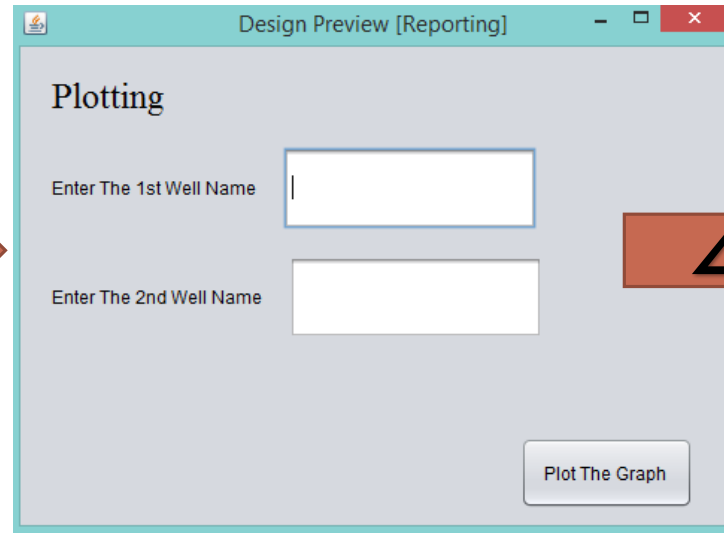 Design Preview [Reporting]
Plotting
Enter The 1st Well Name
Enter The 2nd Well Name
Plot The Graph